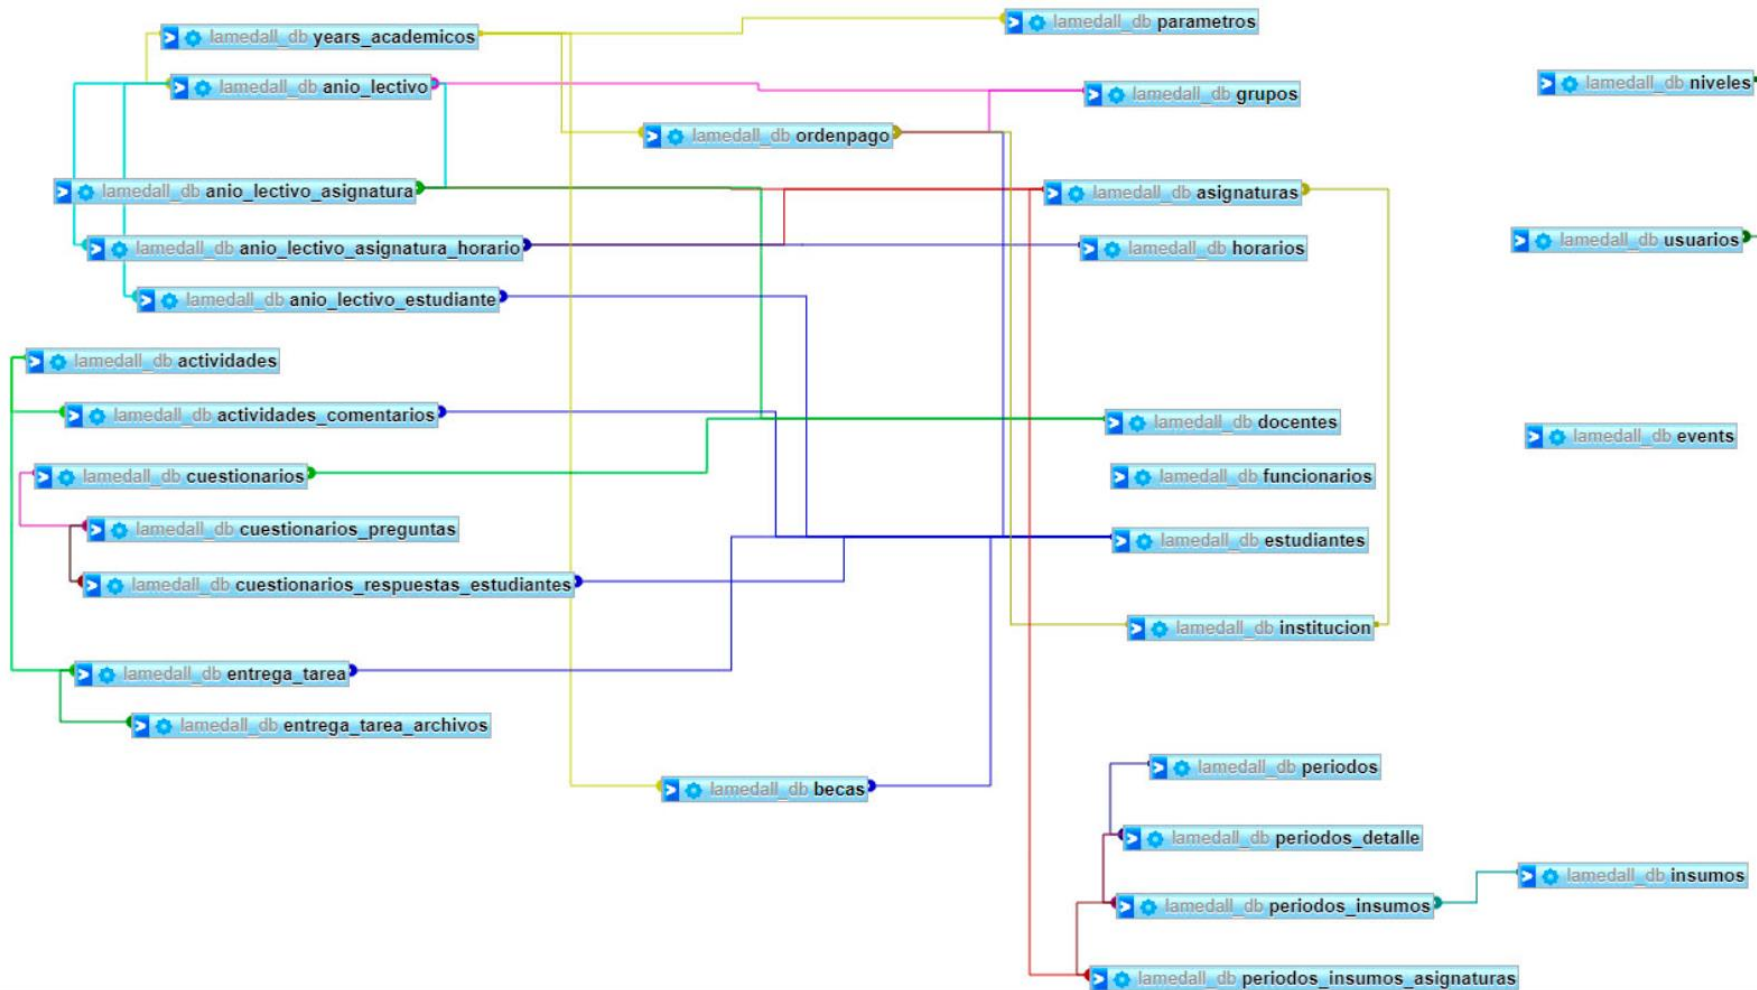 lamedall_db years_academicos
lamedall_db parametros
lamedall_db anio_lectivo
lamedall_db grupos
lamedall_db niveles
lamedall_db ordenpago
lamedall_db anio_lectivo_asignatura
lamedall_db asignaturas
lamedall_db anio_lectivo_asignatura_horario
lamedall_db horarios
lamedall_db usuarios
lamedall_db anio_lectivo_estudiante
lamedall_db actividades
lamedall_db actividades_comentarios
lamedall_db docentes
lamedall_db events
lamedall_db cuestionarios
lamedall_db funcionarios
lamedall_db cuestionarios_preguntas
lamedall_db estudiantes
lamedall_db cuestionarios_respuestas_estudiantes
lamedall_db institucion
lamedall_db entrega_tarea
lamedall_db entrega_tarea_archivos
lamedall_db periodos
lamedall_db becas
lamedall_db periodos_detalle
lamedall_db insumos
lamedall_db periodos_insumos
lamedall_db periodos_insumos_asignaturas